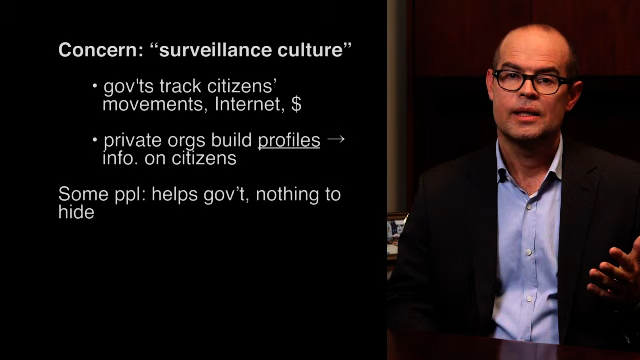 Concern: “surveillance culture”
• gov'ts track citizens’
movements, Internet, $
• private orgs build profiles →
info. on citizens
Some ppl: helps gov’t, nothing to
hide